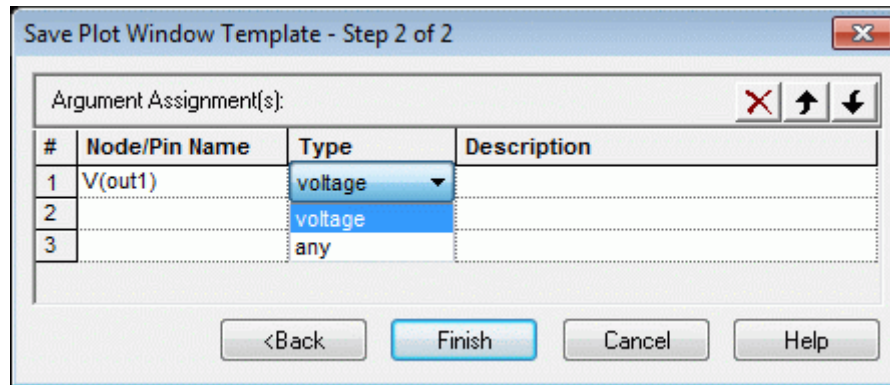 Save Plot Window Template - Step 2 of 2
Argument Assignment(s):
# Node/Pin Name Type Description
1 V(out1) voltage
2 voltage
3 any
<Back Finish Cancel Help